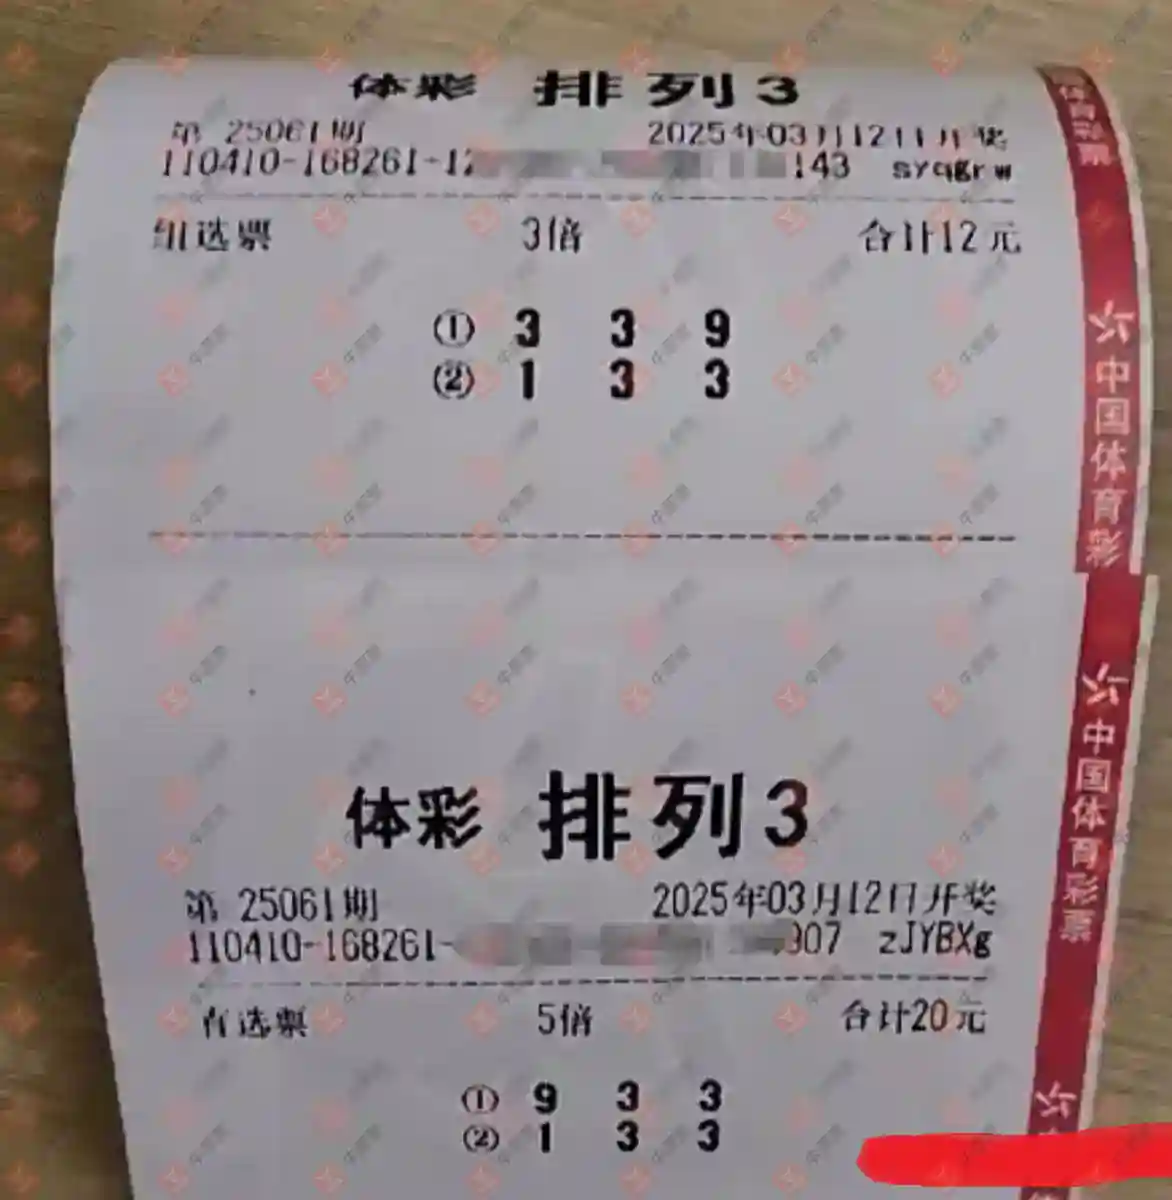 体彩 排列3
第 25061期 2025年03月12日开奖
110410-168261-12 143 syqgrw
组选票 3倍 合计12元
① 3 3 9
② 1 3 3
体彩 排列3
第 25061期 2025年03月12日开奖
110410-168261- 907 zJYBXg
直选票 5倍 合计20元
① 9 3 3
② 1 3 3
体育彩票
中国体育彩
中国体育彩票